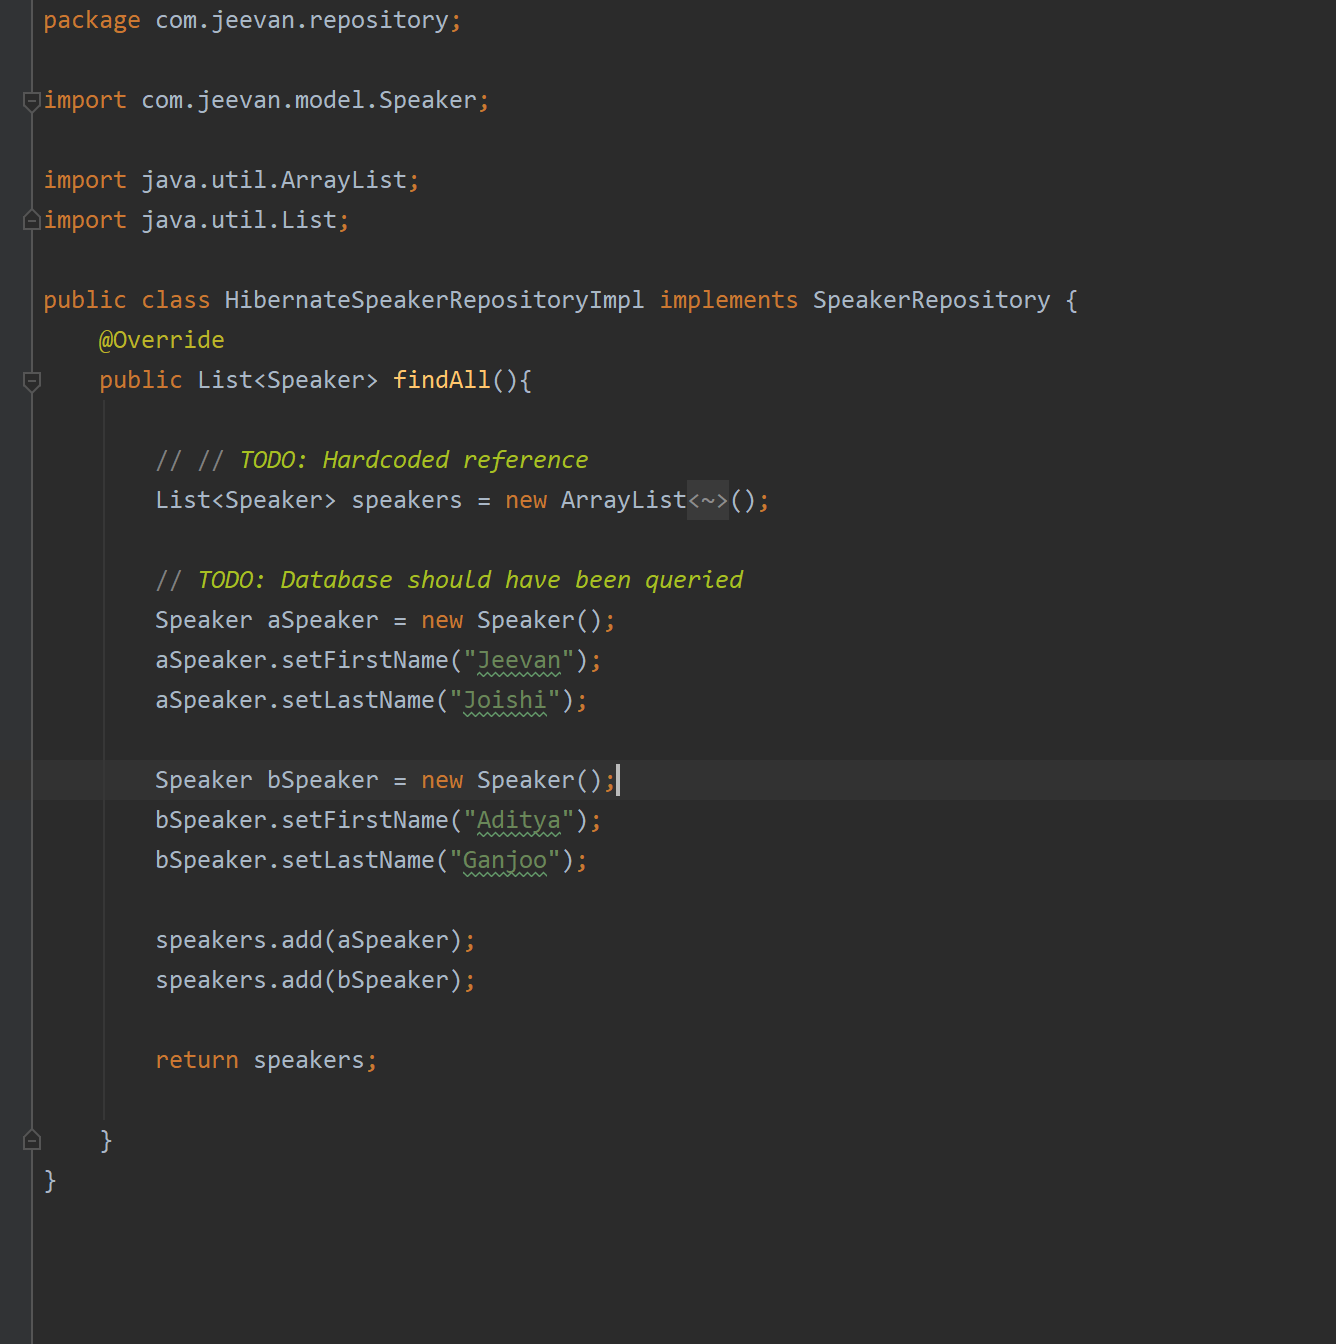 package com.jeevan.repository;
import com.jeevan.model.Speaker;
import java.util.ArrayList;
import java.util.List;
public class HibernateSpeakerRepositoryImpl implements SpeakerRepository {
@Override
public List<Speaker> findAll(){
// // TODO: Hardcoded reference
List<Speaker> speakers = new ArrayList<~>();
// TODO: Database should have been queried
Speaker aSpeaker = new Speaker();
aSpeaker.setFirstName("Jeevan");
aSpeaker.setLastName("Joishi");
Speaker bSpeaker = new Speaker();
bSpeaker.setFirstName("Aditya");
bSpeaker.setLastName("Ganjoo");
speakers.add(aSpeaker);
speakers.add(bSpeaker);
return speakers;
}
}